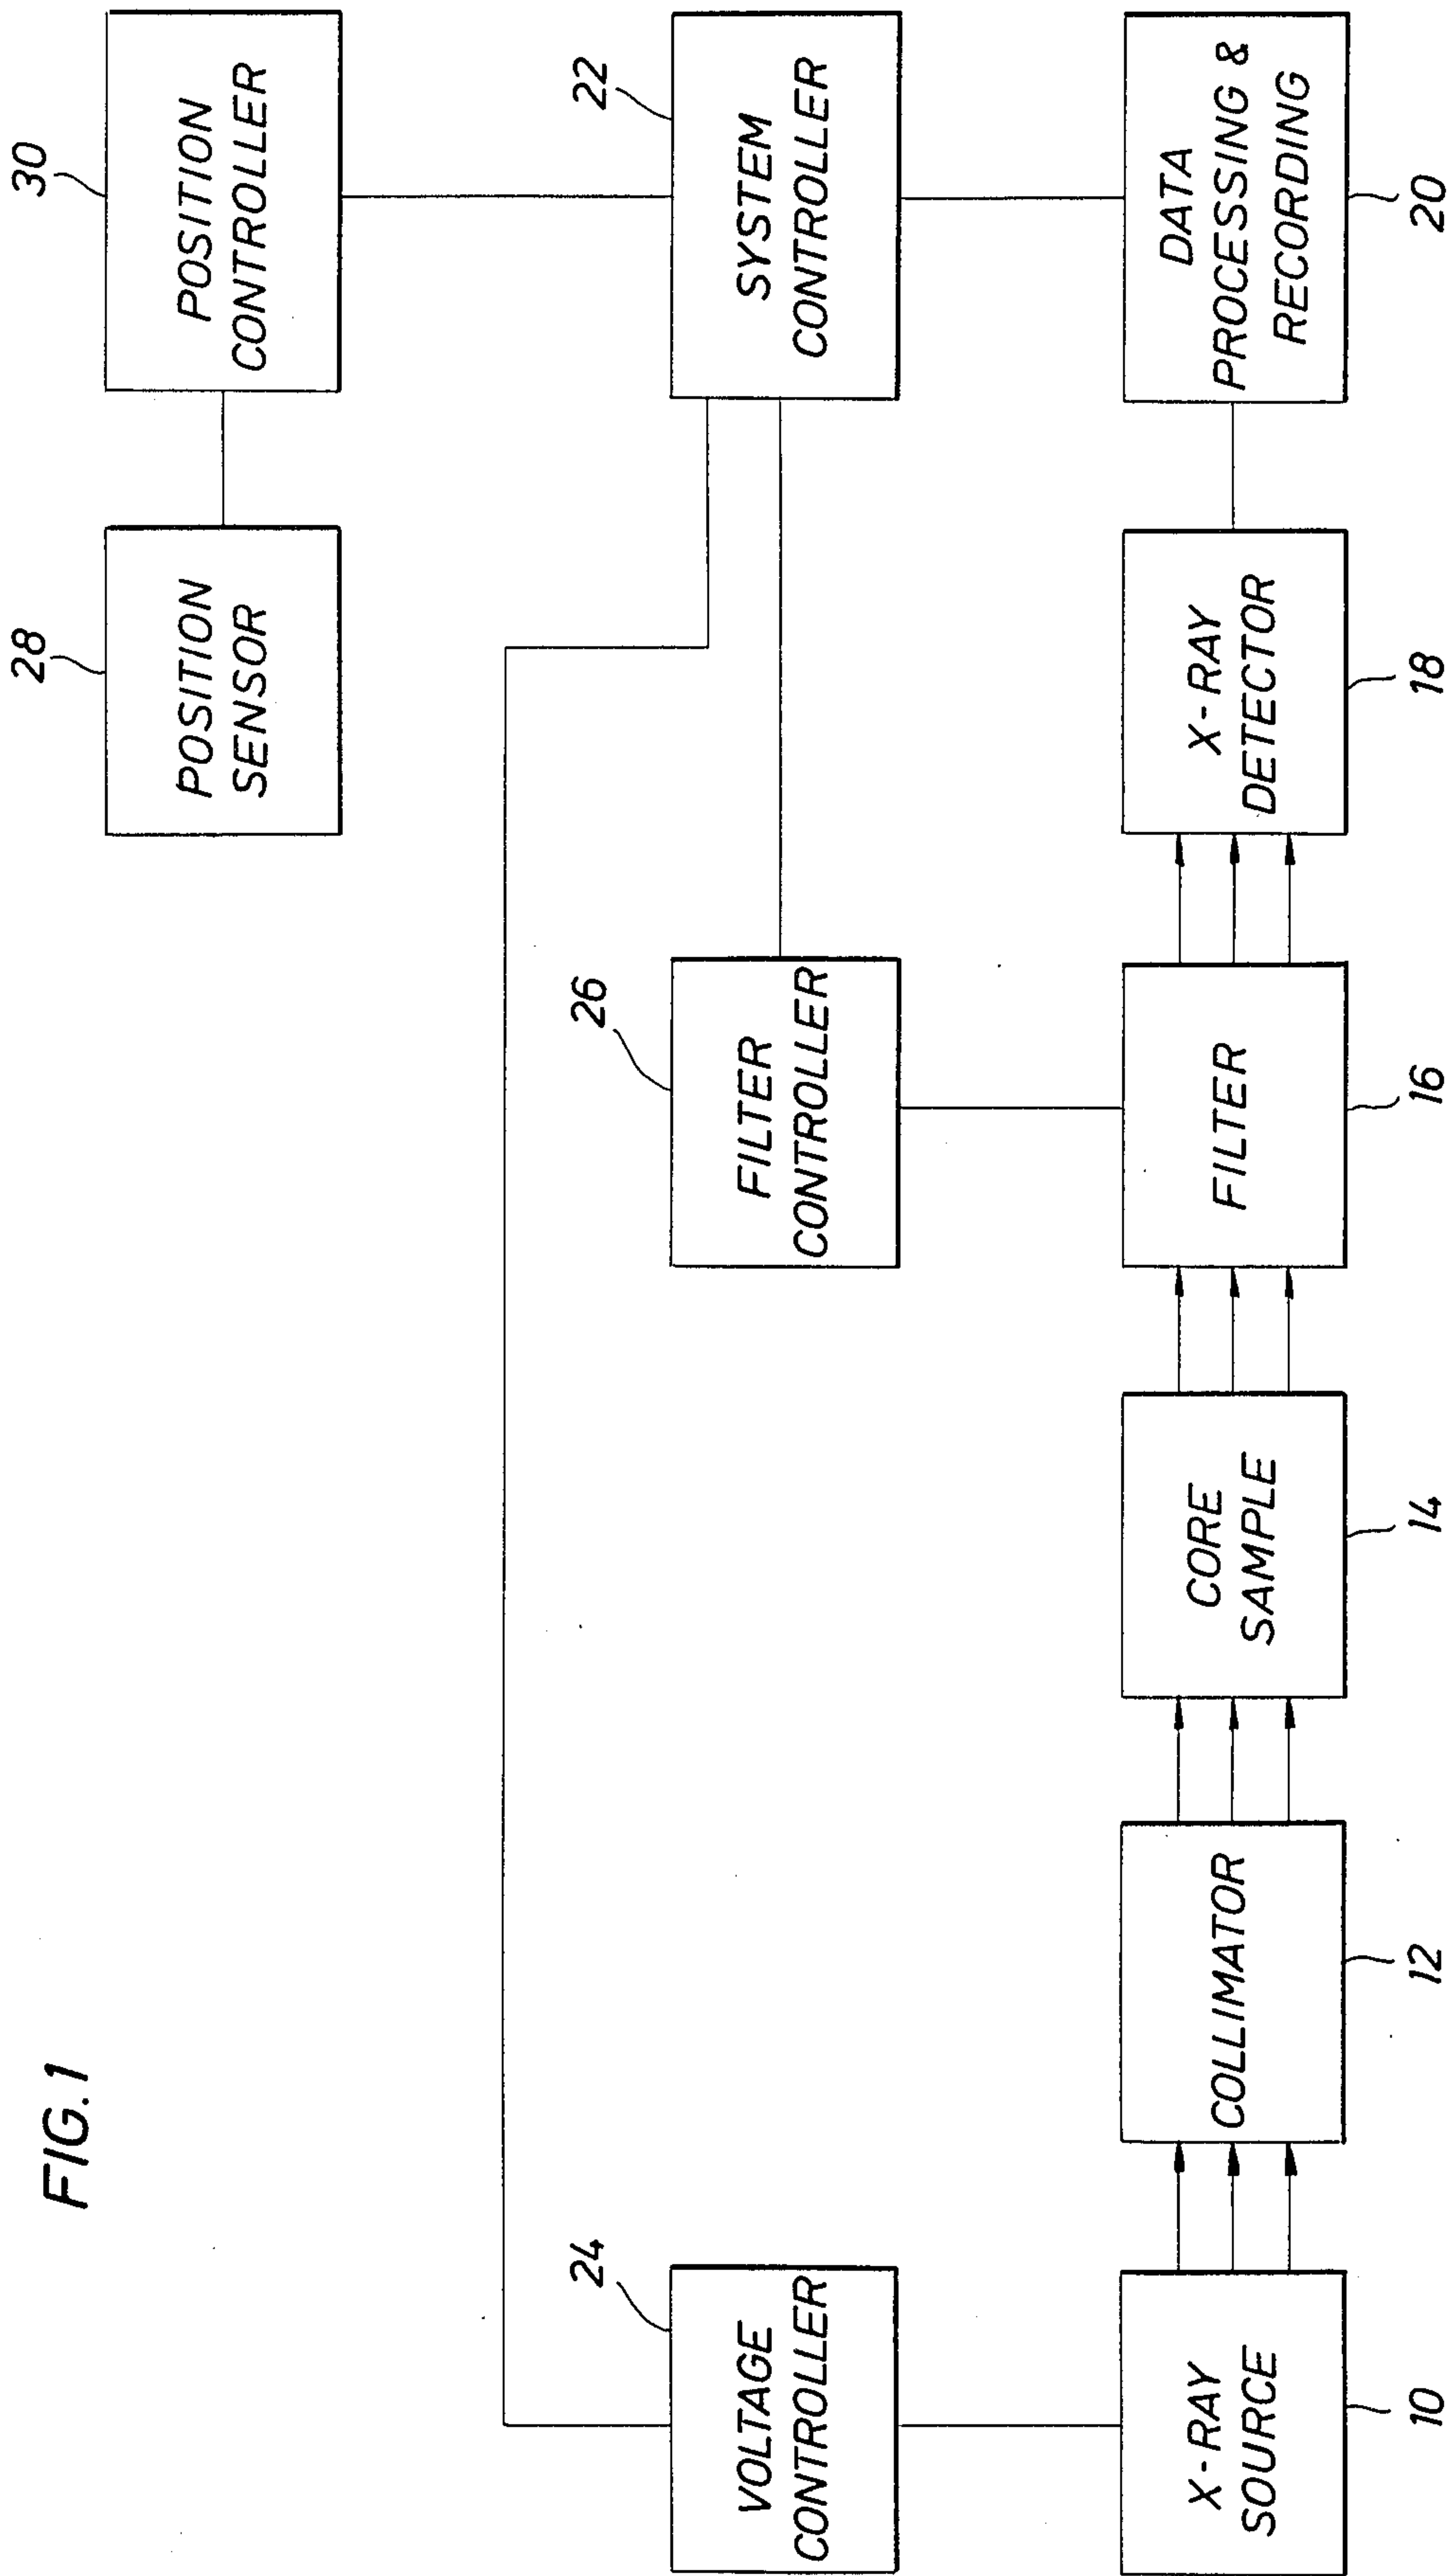 FIG.1
28
30
POSITION
SENSOR
POSITION
CONTROLLER
24
26
22
VOLTAGE
CONTROLLER
FILTER
CONTROLLER
SYSTEM
CONTROLLER
X-RAY
SOURCE
COLLIMATOR
CORE
SAMPLE
FILTER
X-RAY
DETECTOR
DATA
PROCESSING &
RECORDING
10
12
14
16
18
20